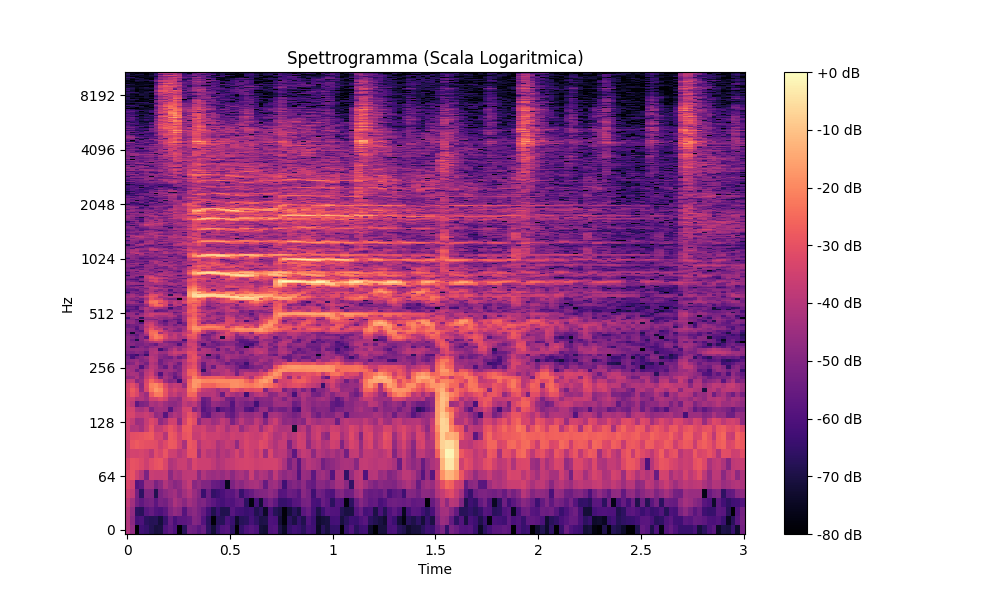 Spettrogramma (Scala Logaritmica)
Hz
8192
4096
2048
1024
512
256
128
64
0
0
0.5
1
1.5
2
2.5
3
Time
+0 dB
-10 dB
-20 dB
-30 dB
-40 dB
-50 dB
-60 dB
-70 dB
-80 dB